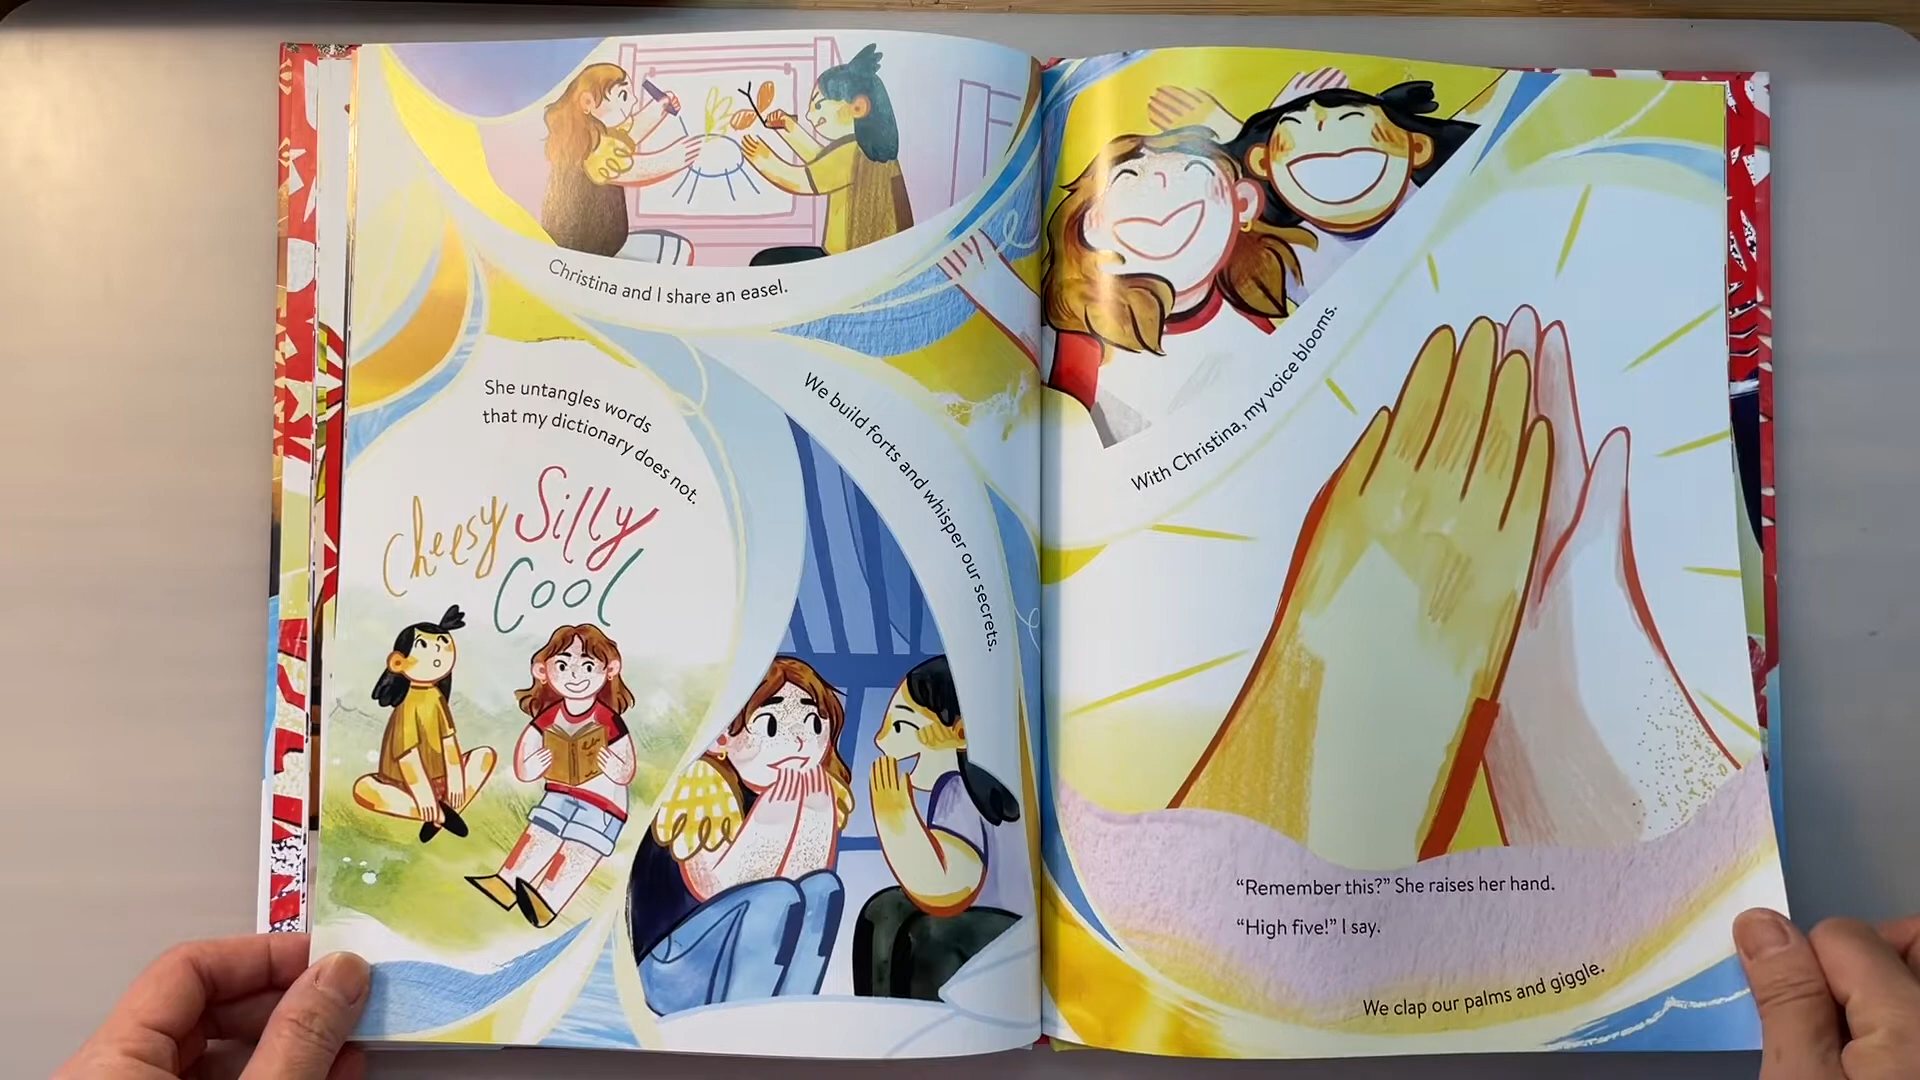 Christina and I share an easel.
She untangles words
that my dictionary does not.
Cheesy Silly
Cool
We build forts and whisper our secrets.
With Christina, my voice blooms.
“Remember this?” She raises her hand.
“High five!” I say.
We clap our palms and giggle.